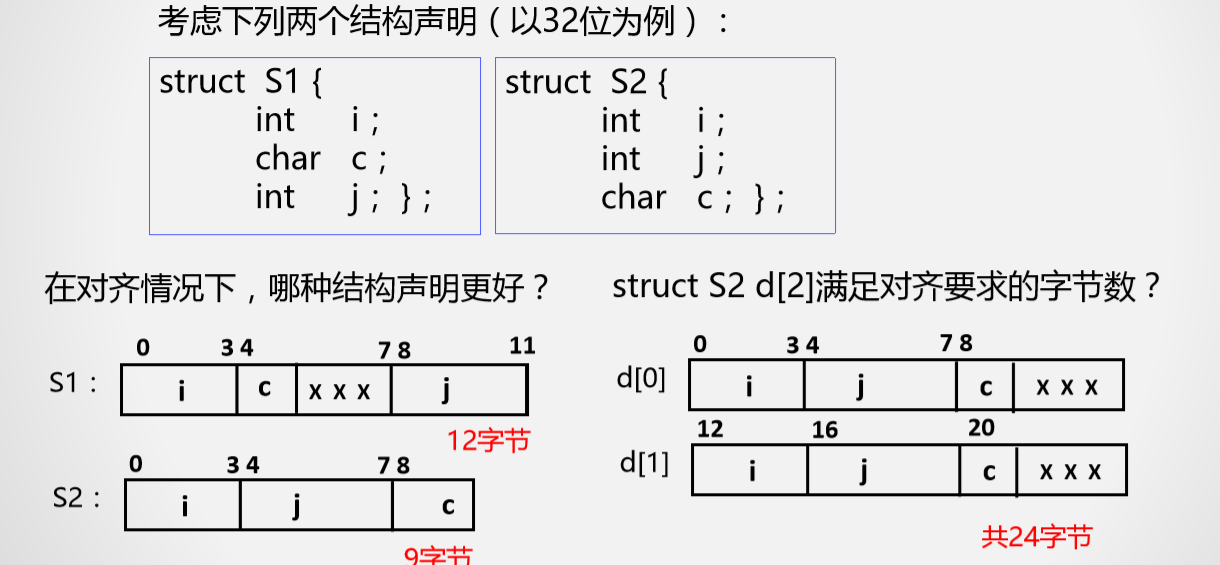 考虑下列两个结构声明（以32位为例）：
struct S1 {
int i；
char c；
int j；}；
struct S2 {
int i；
int j；
char c；}；
在对齐情况下，哪种结构声明更好？
0 3 4 7 8 11
S1： i c x x x j
12字节
0 3 4 7 8
S2： i j c
9字节
struct S2 d[2]满足对齐要求的字节数？
0 3 4 7 8
d[0] i j c x x x
12 16 20
d[1] i j c x x x
共24字节